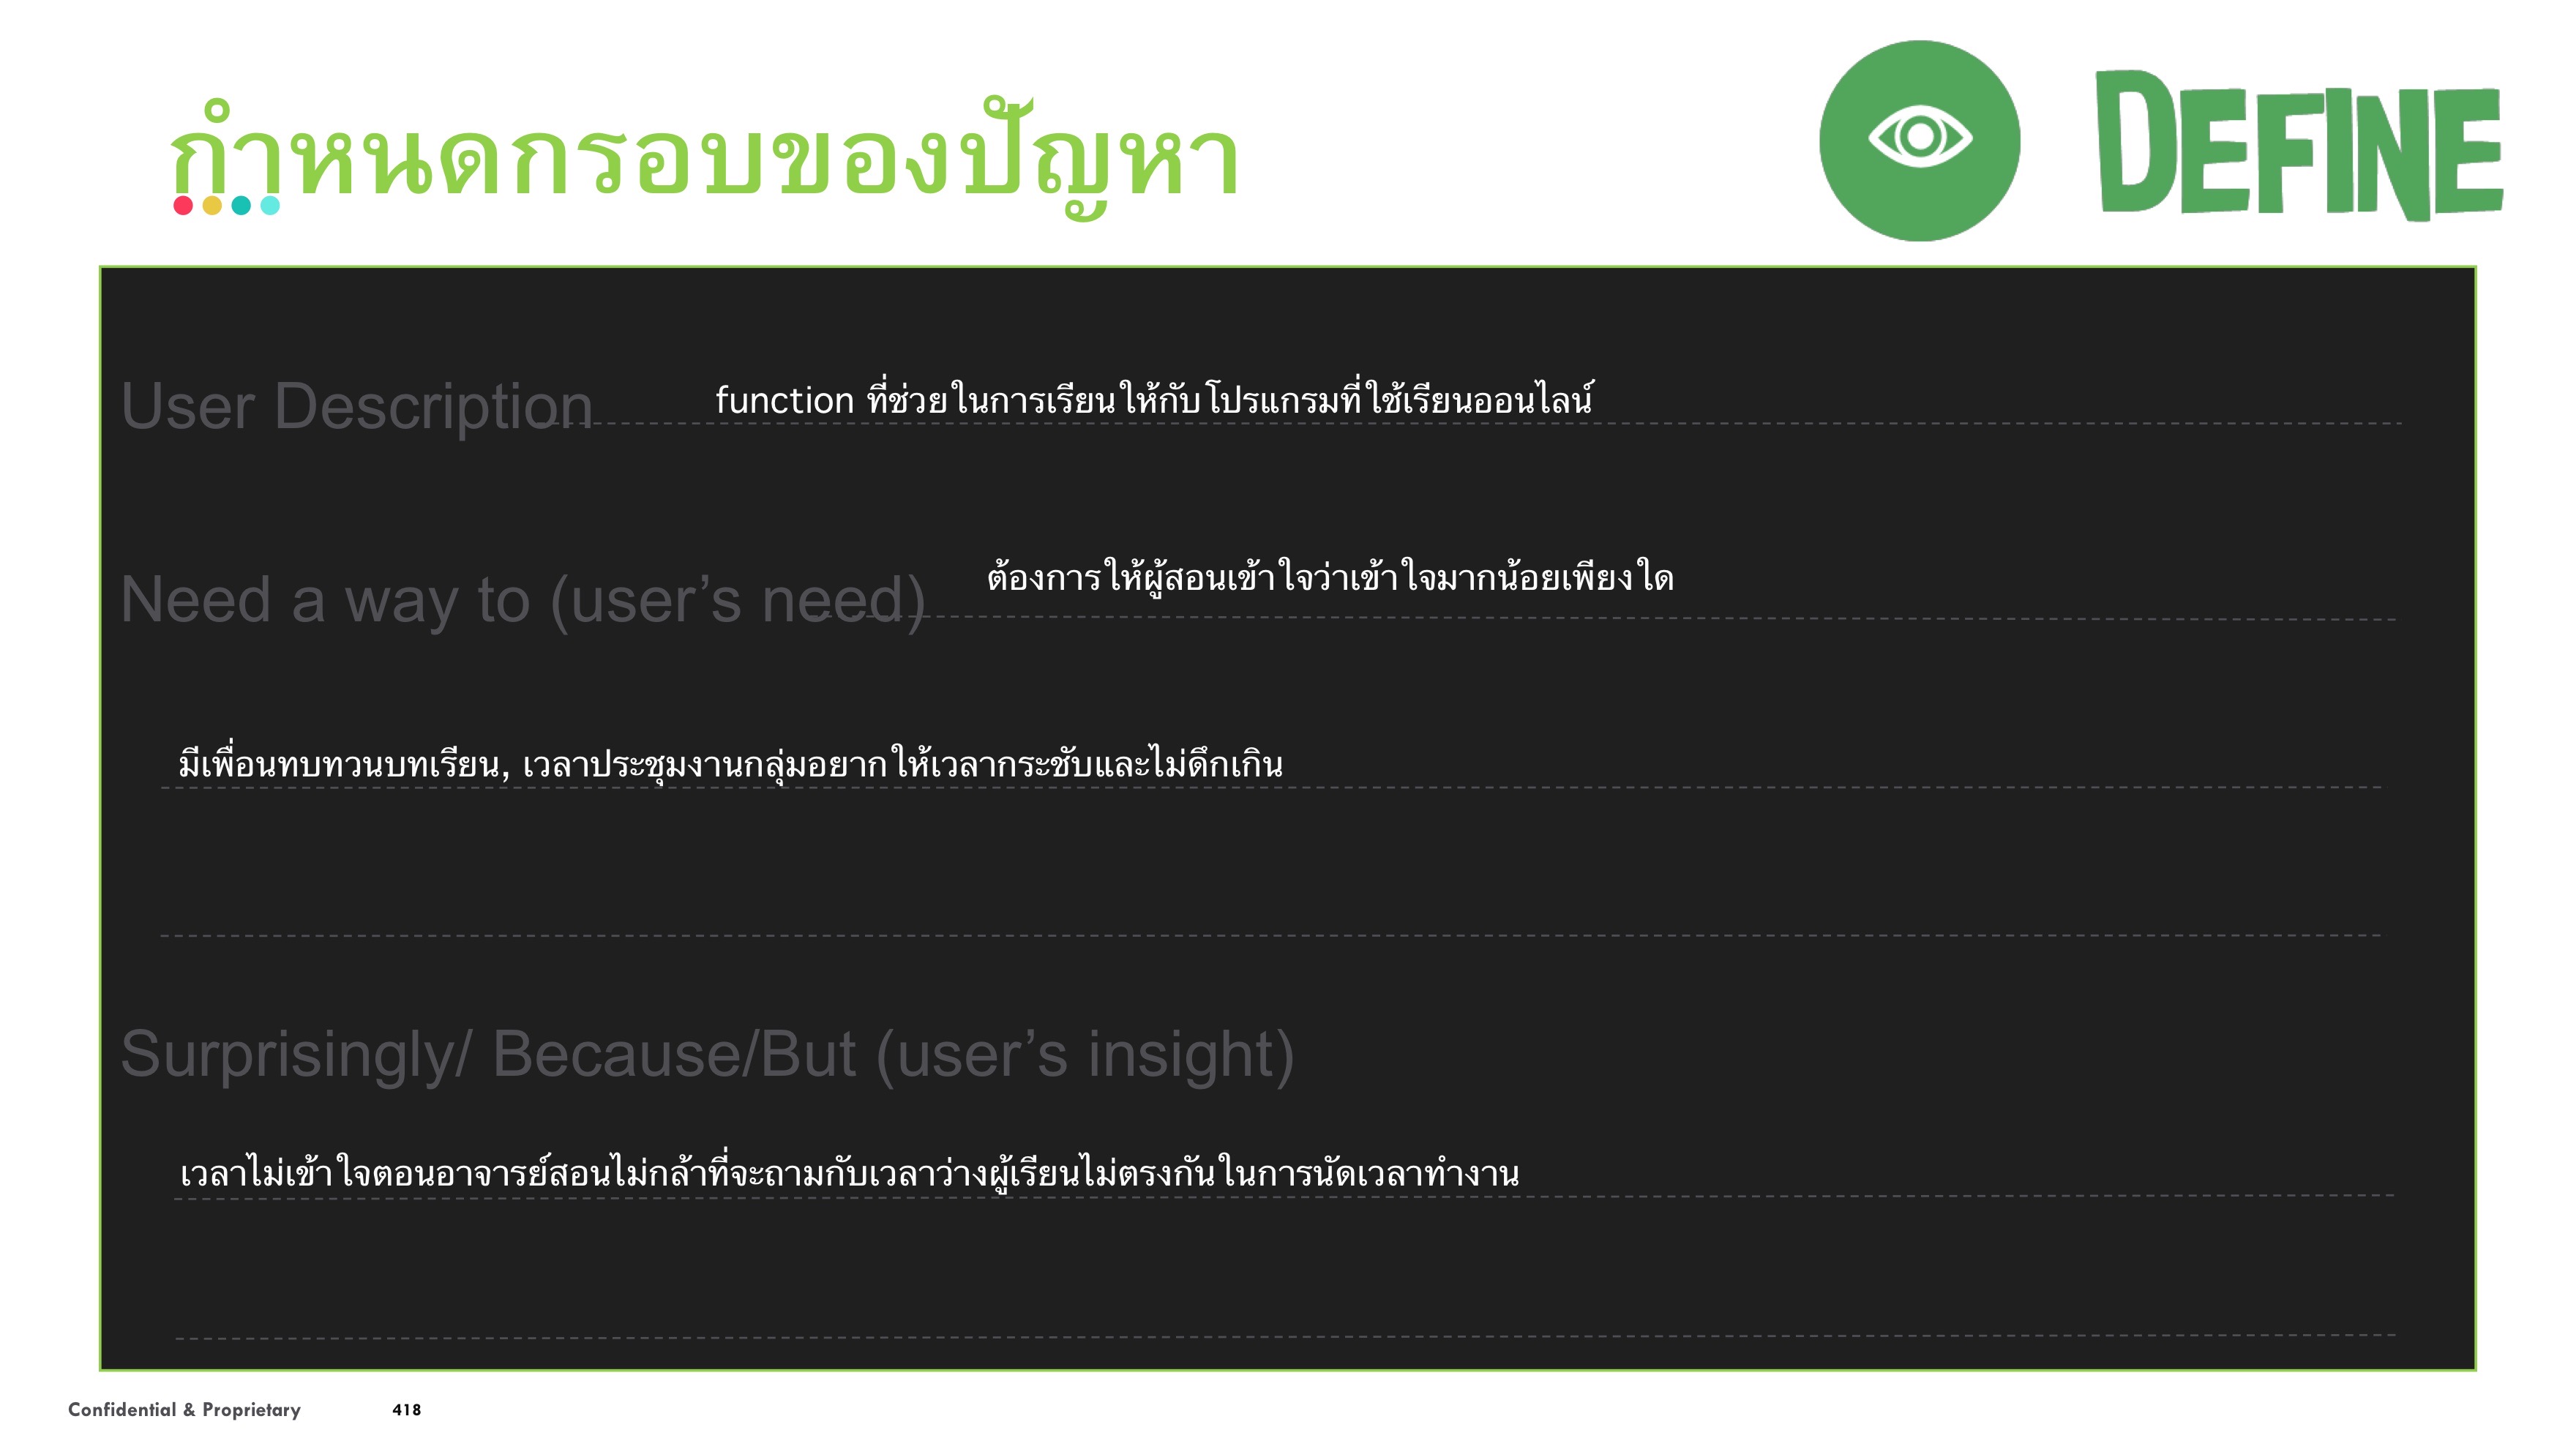 กำหนดกรอบของปัญหา
DEFINE
User Description
function ที่ช่วยในการเรียนให้กับโปรแกรมที่ใช้เรียนออนไลน์
Need a way to (user’s need)
ต้องการให้ผู้สอนเข้าใจว่าเข้าใจมากน้อยเพียงใด
มีเพื่อนทบทวนบทเรียน, เวลาประชุมงานกลุ่มอยากให้เวลากระชับและไม่ดึกเกิน
Surprisingly/ Because/But (user’s insight)
เวลาไม่เข้าใจตอนอาจารย์สอนไม่กล้าที่จะถามกับเวลาว่างผู้เรียนไม่ตรงกันในการนัดเวลาทำงาน
Confidential & Proprietary 418